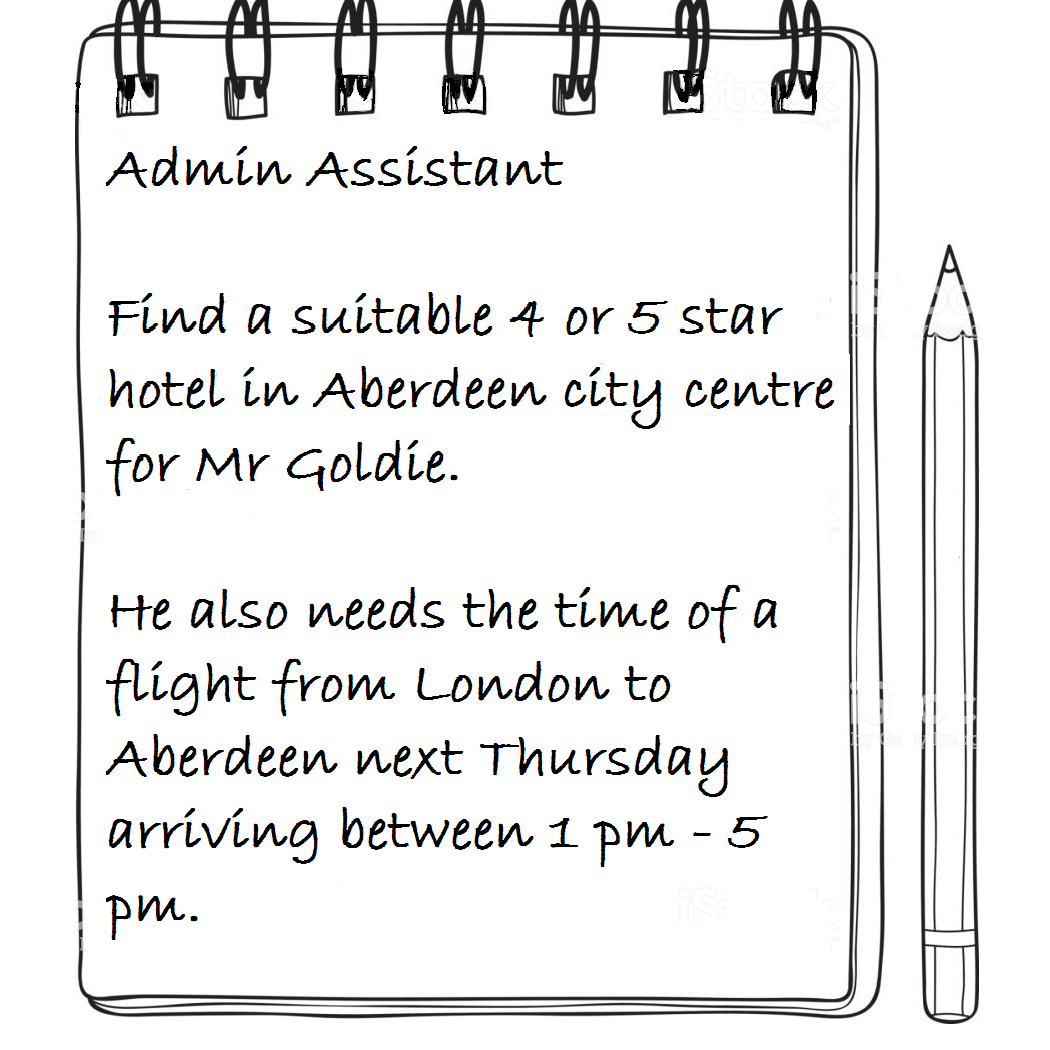 Admin Assistant
Find a suitable 4 or 5 star
hotel in Aberdeen city centre
for Mr Goldie.
He also needs the time of a
flight from London to
Aberdeen next Thursday
arriving between 1 pm - 5
pm.